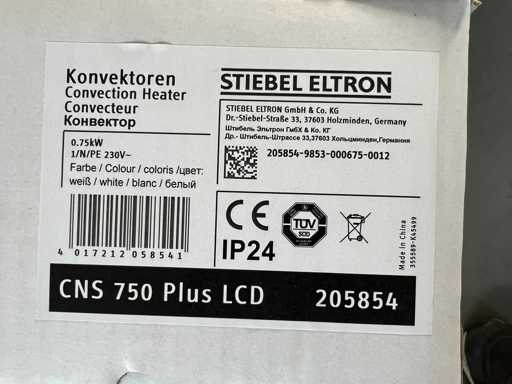 Konvektoren
Convection Heater
Convecteur
Конвектор
0.75kW
1/N/PE 230V~
Farbe / Colour / coloris /цвет:
weiß / white / blanc / белый
4 017212 058541
STIEBEL ELTRON
STIEBEL ELTRON GmbH & Co. KG
Dr.-Stiebel-Straße 33, 37603 Holzminden, Germany
Штибель Эльтрон ГмбХ & Ко. КГ
Др.- Штибель-Штрассе 33,37603 Хольцминден,Германия
205854-9853-000675-0012
CE
TÜV
SÜD
IP24
Made in China
355589-K45499
CNS 750 Plus LCD 205854